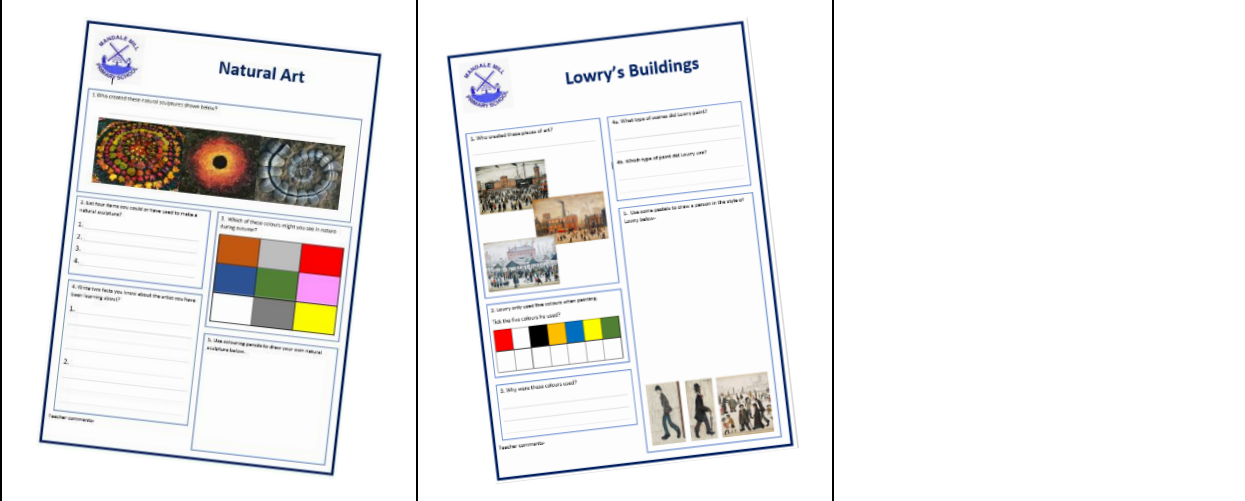 MANDALE MILL
PRIMARY SCHOOL
Natural Art
1. Who created these natural sculptures shown below?
2. List four items you could or have used to make a
natural sculpture?
1.
2.
3.
4.
3. Which of these colours might you see in nature
during autumn?
4. Write two facts you know about the artist you have
been learning about?
1.
2.
5. Use colouring pencils to draw your own natural
sculpture below.
Teacher comments-
MANDALE MILL
PRIMARY SCHOOL
Lowry's Buildings
1. Who created these pieces of art?
2. Lowry only used five colours when painting.
Tick the five colours he used?
3. Why were these colours used?
Teacher comments-
4a. What type of scenes did Lowry paint?
4b. Which type of paint did Lowry use?
5. Use some pastels to draw a person in the style of
Lowry below-